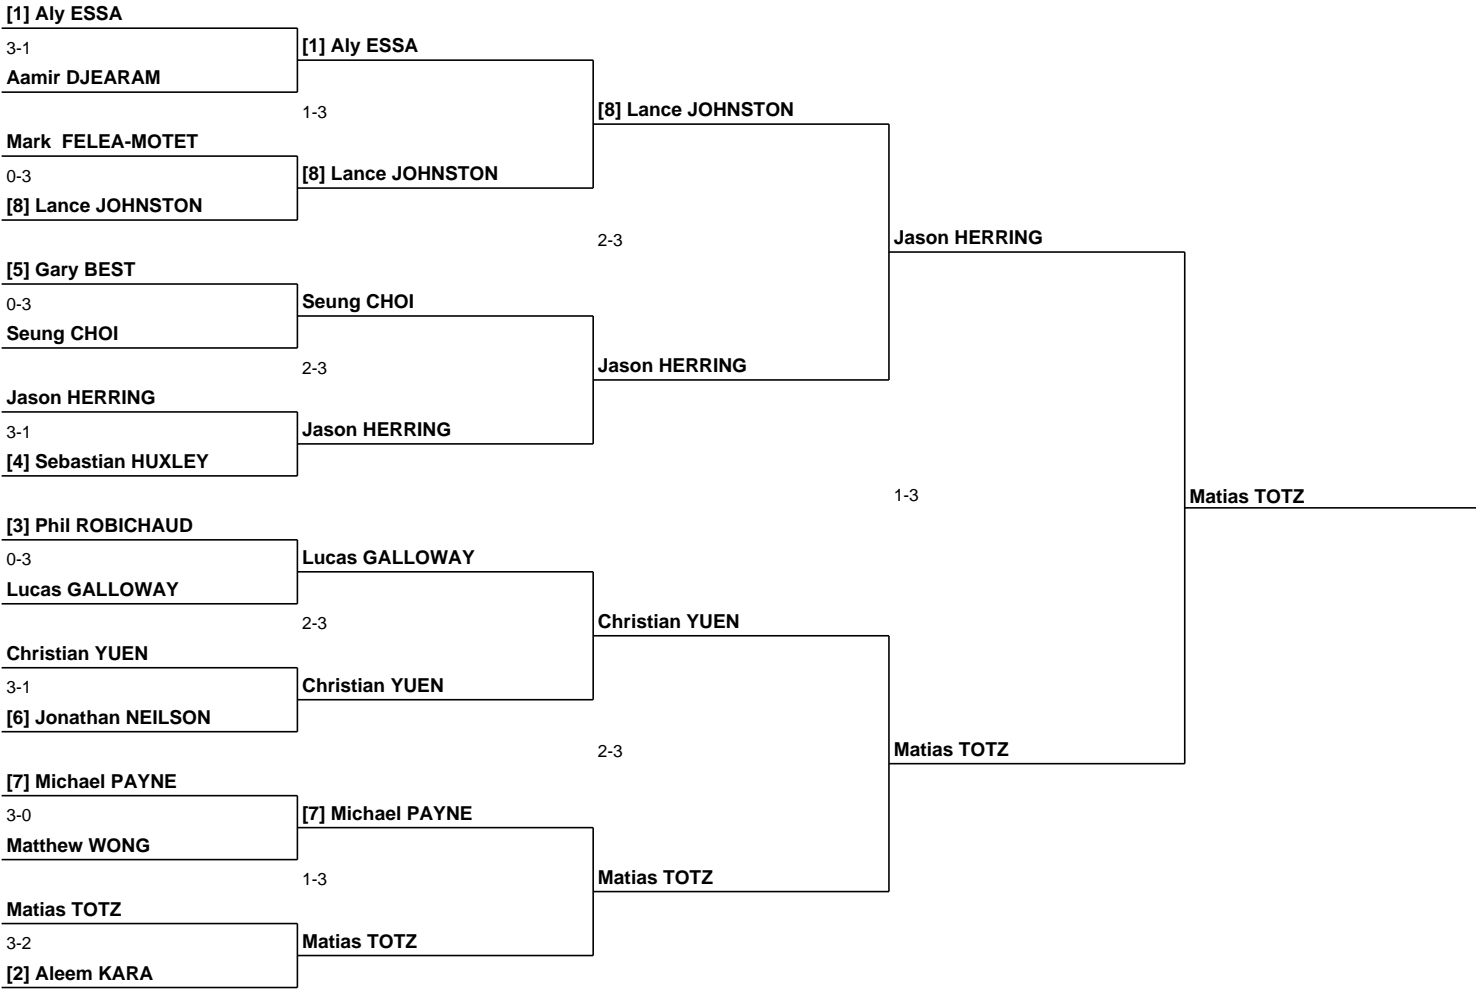 [1] Aly ESSA
3-1
Aamir DJEARAM
Mark  FELEA-MOTET
0-3
[8] Lance JOHNSTON
[5] Gary BEST
0-3
Seung CHOI
Jason HERRING
3-1
[4] Sebastian HUXLEY
[3] Phil ROBICHAUD
0-3
Lucas GALLOWAY
Christian YUEN
3-1
[6] Jonathan NEILSON
[7] Michael PAYNE
3-0
Matthew WONG
Matias TOTZ
3-2
[2] Aleem KARA
[1] Aly ESSA
1-3
[8] Lance JOHNSTON
Seung CHOI
2-3
Jason HERRING
Lucas GALLOWAY
2-3
Christian YUEN
[7] Michael PAYNE
1-3
Matias TOTZ
[8] Lance JOHNSTON
2-3
Jason HERRING
Christian YUEN
2-3
Matias TOTZ
Jason HERRING
1-3
Matias TOTZ
Matias TOTZ